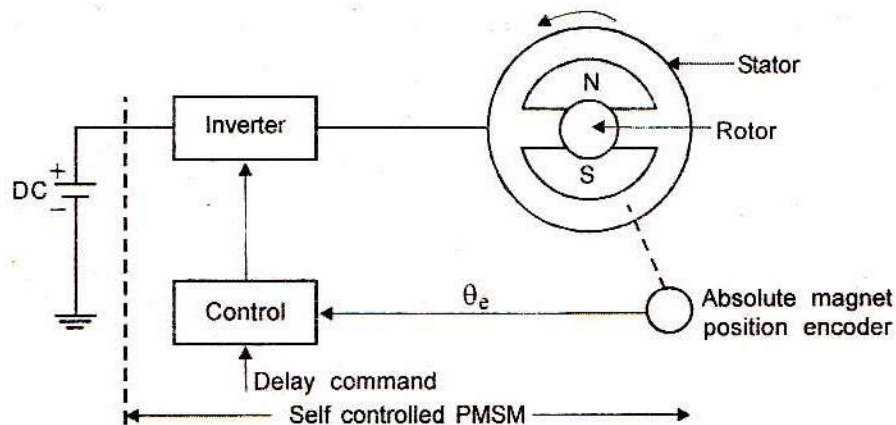 N
Stator
Inverter
Rotor
DC
+
−
S
θe
Absolute magnet
position encoder
Control
Delay command
Self controlled PMSM